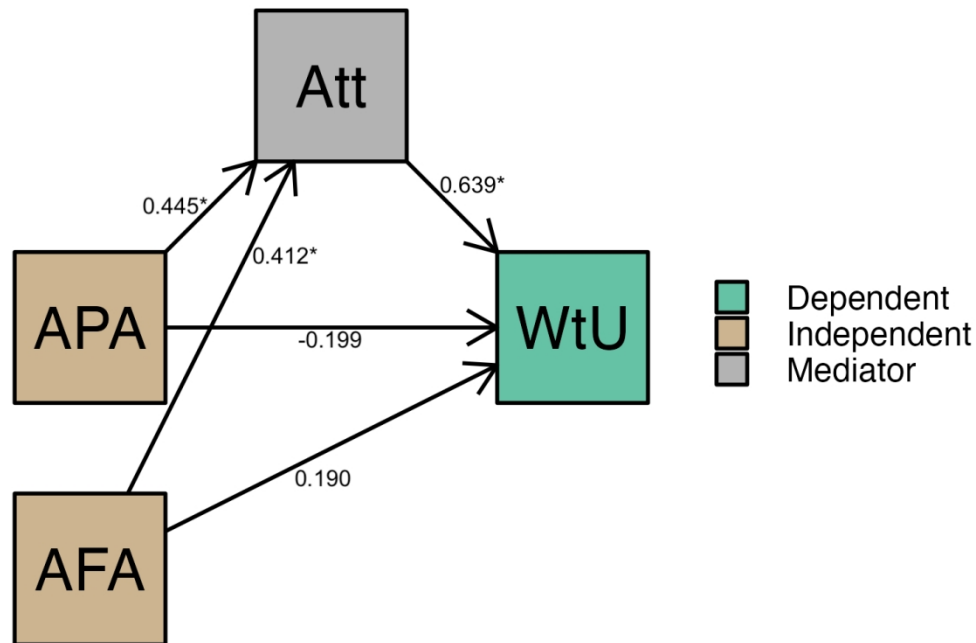 Att
0.445*
0.639*
0.412*
APA
-0.199
WtU
0.190
AFA
Dependent
Independent
Mediator